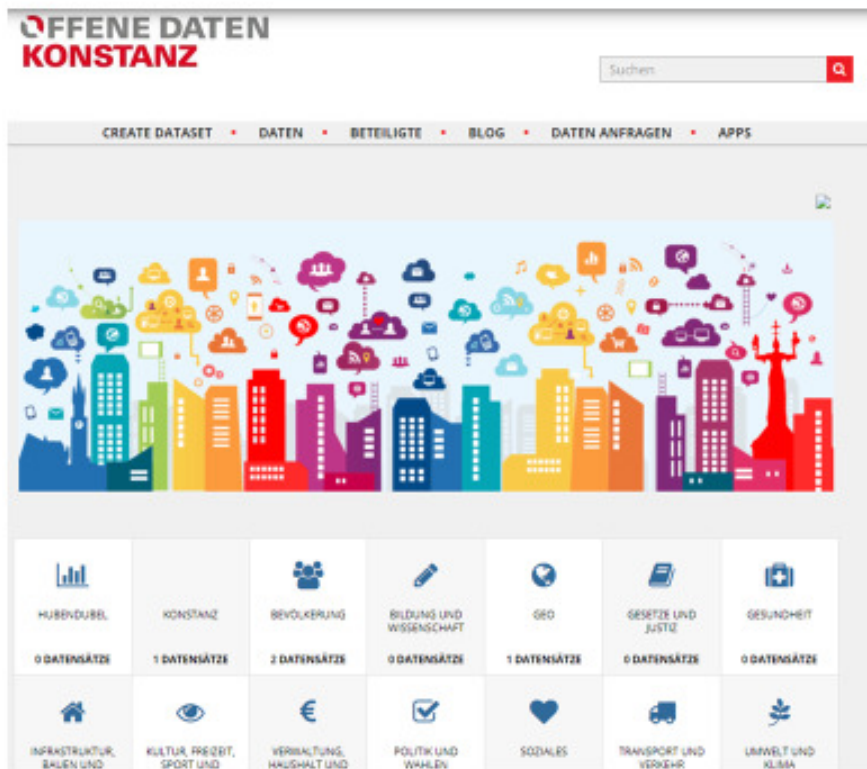 OFFENE DATEN
KONSTANZ
Suchen
CREATE DATASET • DATEN • BETEILIGTE • BLOG • DATEN ANFRAGEN • APPS
HUBENDUBEL
KONSTANZ
BEVÖLKERUNG
BILDUNG UND
WISSENSCHAFT
GEO
GESETZE UND
JUSTIZ
GESUNDHEIT
0 DATENSÄTZE
1 DATENSÄTZE
2 DATENSÄTZE
0 DATENSÄTZE
1 DATENSÄTZE
0 DATENSÄTZE
0 DATENSÄTZE
INFRASTRUKTUR,
BAUEN UND
KULTUR, FREIZEIT,
SPORT UND
VERWALTUNG,
HAUSHALT UND
POLITIK UND
WAHLEN
SOZIALES
TRANSPORT UND
VERKEHR
UMWELT UND
KLIMA